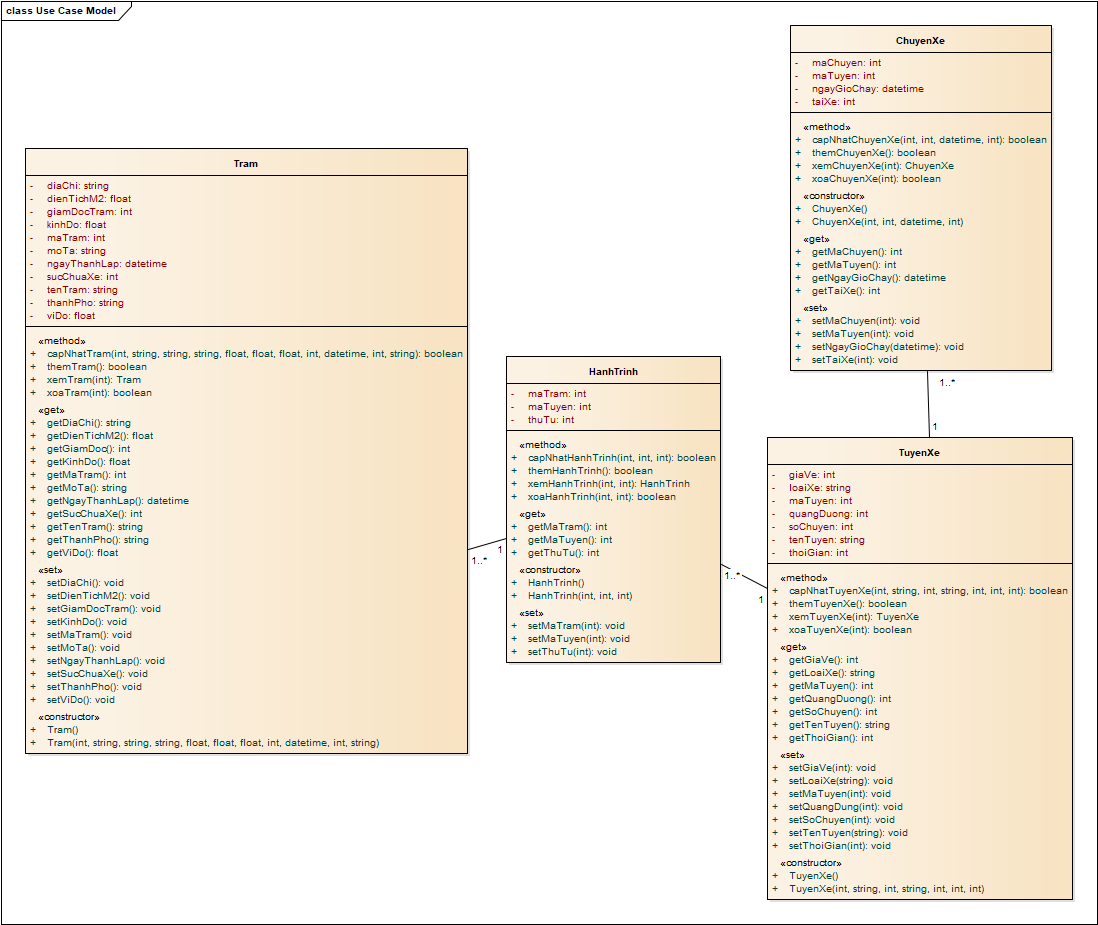 class Use Case Model
ChuyenXe
- maChuyen: int
- maTuyen: int
- ngayGioChay: datetime
- taiXe: int
«method»
+ capNhatChuyenXe(int, int, datetime, int): boolean
+ themChuyenXe(): boolean
+ xemChuyenXe(int): ChuyenXe
+ xoaChuyenXe(int): boolean
«constructor»
+ ChuyenXe()
+ ChuyenXe(int, int, datetime, int)
«get»
+ getMaChuyen(): int
+ getMaTuyen(): int
+ getNgayGioChay(): datetime
+ getTaiXe(): int
«set»
+ setMaChuyen(int): void
+ setMaTuyen(int): void
+ setNgayGioChay(datetime): void
+ setTaiXe(int): void
Tram
- diaChi: string
- dienTichM2: float
- giamDocTram: int
- kinhDo: float
- maTram: int
- moTa: string
- ngayThanhLap: datetime
- sucChuaXe: int
- tenTram: string
- thanhPho: string
- viDo: float
«method»
+ capNhatTram(int, string, string, string, float, float, float, int, datetime, int, string): boolean
+ themTram(): boolean
+ xemTram(int): Tram
+ xoaTram(int): boolean
«get»
+ getDiaChi(): string
+ getDienTichM2(): float
+ getGiamDoc(): int
+ getKinhDo(): float
+ getMaTram(): int
+ getMoTa(): string
+ getNgayThanhLap(): datetime
+ getSucChuaXe(): int
+ getTenTram(): string
+ getThanhPho(): string
+ getViDo(): float
«set»
+ setDiaChi(): void
+ setDienTichM2(): void
+ setGiamDocTram(): void
+ setKinhDo(): void
+ setMaTram(): void
+ setMoTa(): void
+ setNgayThanhLap(): void
+ setSucChuaXe(): void
+ setThanhPho(): void
+ setViDo(): void
«constructor»
+ Tram()
+ Tram(int, string, string, string, float, float, float, int, datetime, int, string)
HanhTrinh
- maTram: int
- maTuyen: int
- thuTu: int
«method»
+ capNhatHanhTrinh(int, int, int): boolean
+ themHanhTrinh(): boolean
+ xemHanhTrinh(int, int): HanhTrinh
+ xoaHanhTrinh(int, int): boolean
«get»
+ getMaTram(): int
+ getMaTuyen(): int
+ getThuTu(): int
«constructor»
+ HanhTrinh()
+ HanhTrinh(int, int, int)
«set»
+ setMaTram(int): void
+ setMaTuyen(int): void
+ setThuTu(int): void
1..*
1
1..*
1
1..*
1
TuyenXe
- giaVe: int
- loaiXe: string
- maTuyen: int
- quangDuong: int
- soChuyen: int
- tenTuyen: string
- thoiGian: int
«method»
+ capNhatTuyenXe(int, string, int, string, int, int, int): boolean
+ themTuyenXe(): boolean
+ xemTuyenXe(int): TuyenXe
+ xoaTuyenXe(int): boolean
«get»
+ getGiaVe(): int
+ getLoaiXe(): string
+ getMaTuyen(): int
+ getQuangDuong(): int
+ getSoChuyen(): int
+ getTenTuyen(): string
+ getThoiGian(): int
«set»
+ setGiaVe(int): void
+ setLoaiXe(string): void
+ setMaTuyen(int): void
+ setQuangDung(int): void
+ setSoChuyen(int): void
+ setTenTuyen(string): void
+ setThoiGian(int): void
«constructor»
+ TuyenXe()
+ TuyenXe(int, string, int, string, int, int, int)